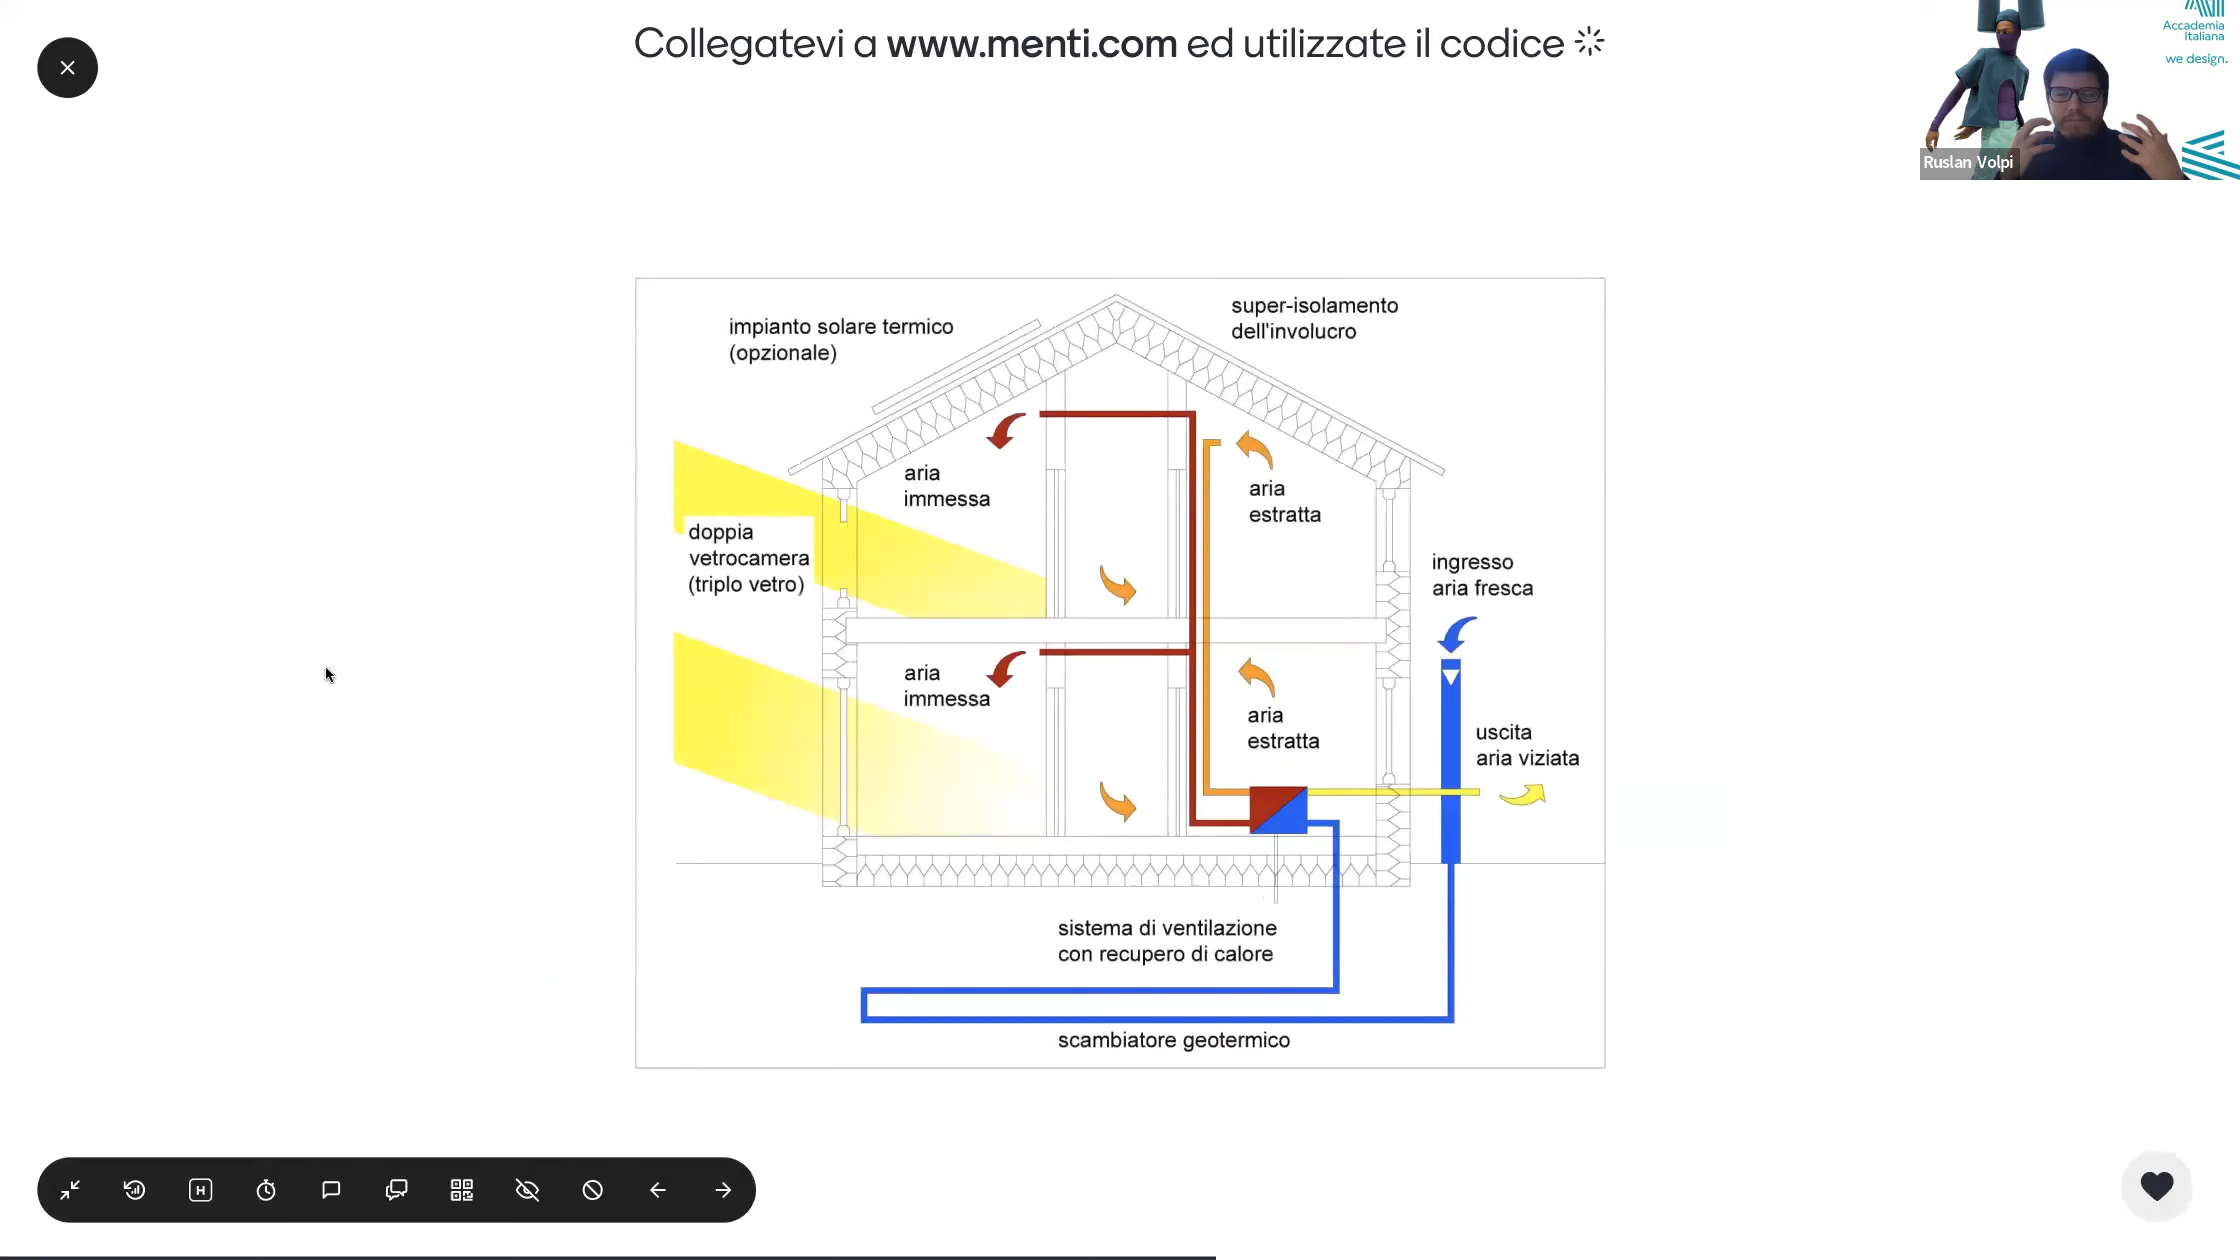 Collegatevi a www.menti.com ed utilizzate il codice
Accademia
Italiana
we design.
Ruslan Volpi
impianto solare termico
(opzionale)
super-isolamento
dell'involucro
aria
immessa
aria
estratta
doppia
vetrocamera
(triplo vetro)
ingresso
aria fresca
aria
immessa
aria
estratta
uscita
aria viziata
sistema di ventilazione
con recupero di calore
scambiatore geotermico
H